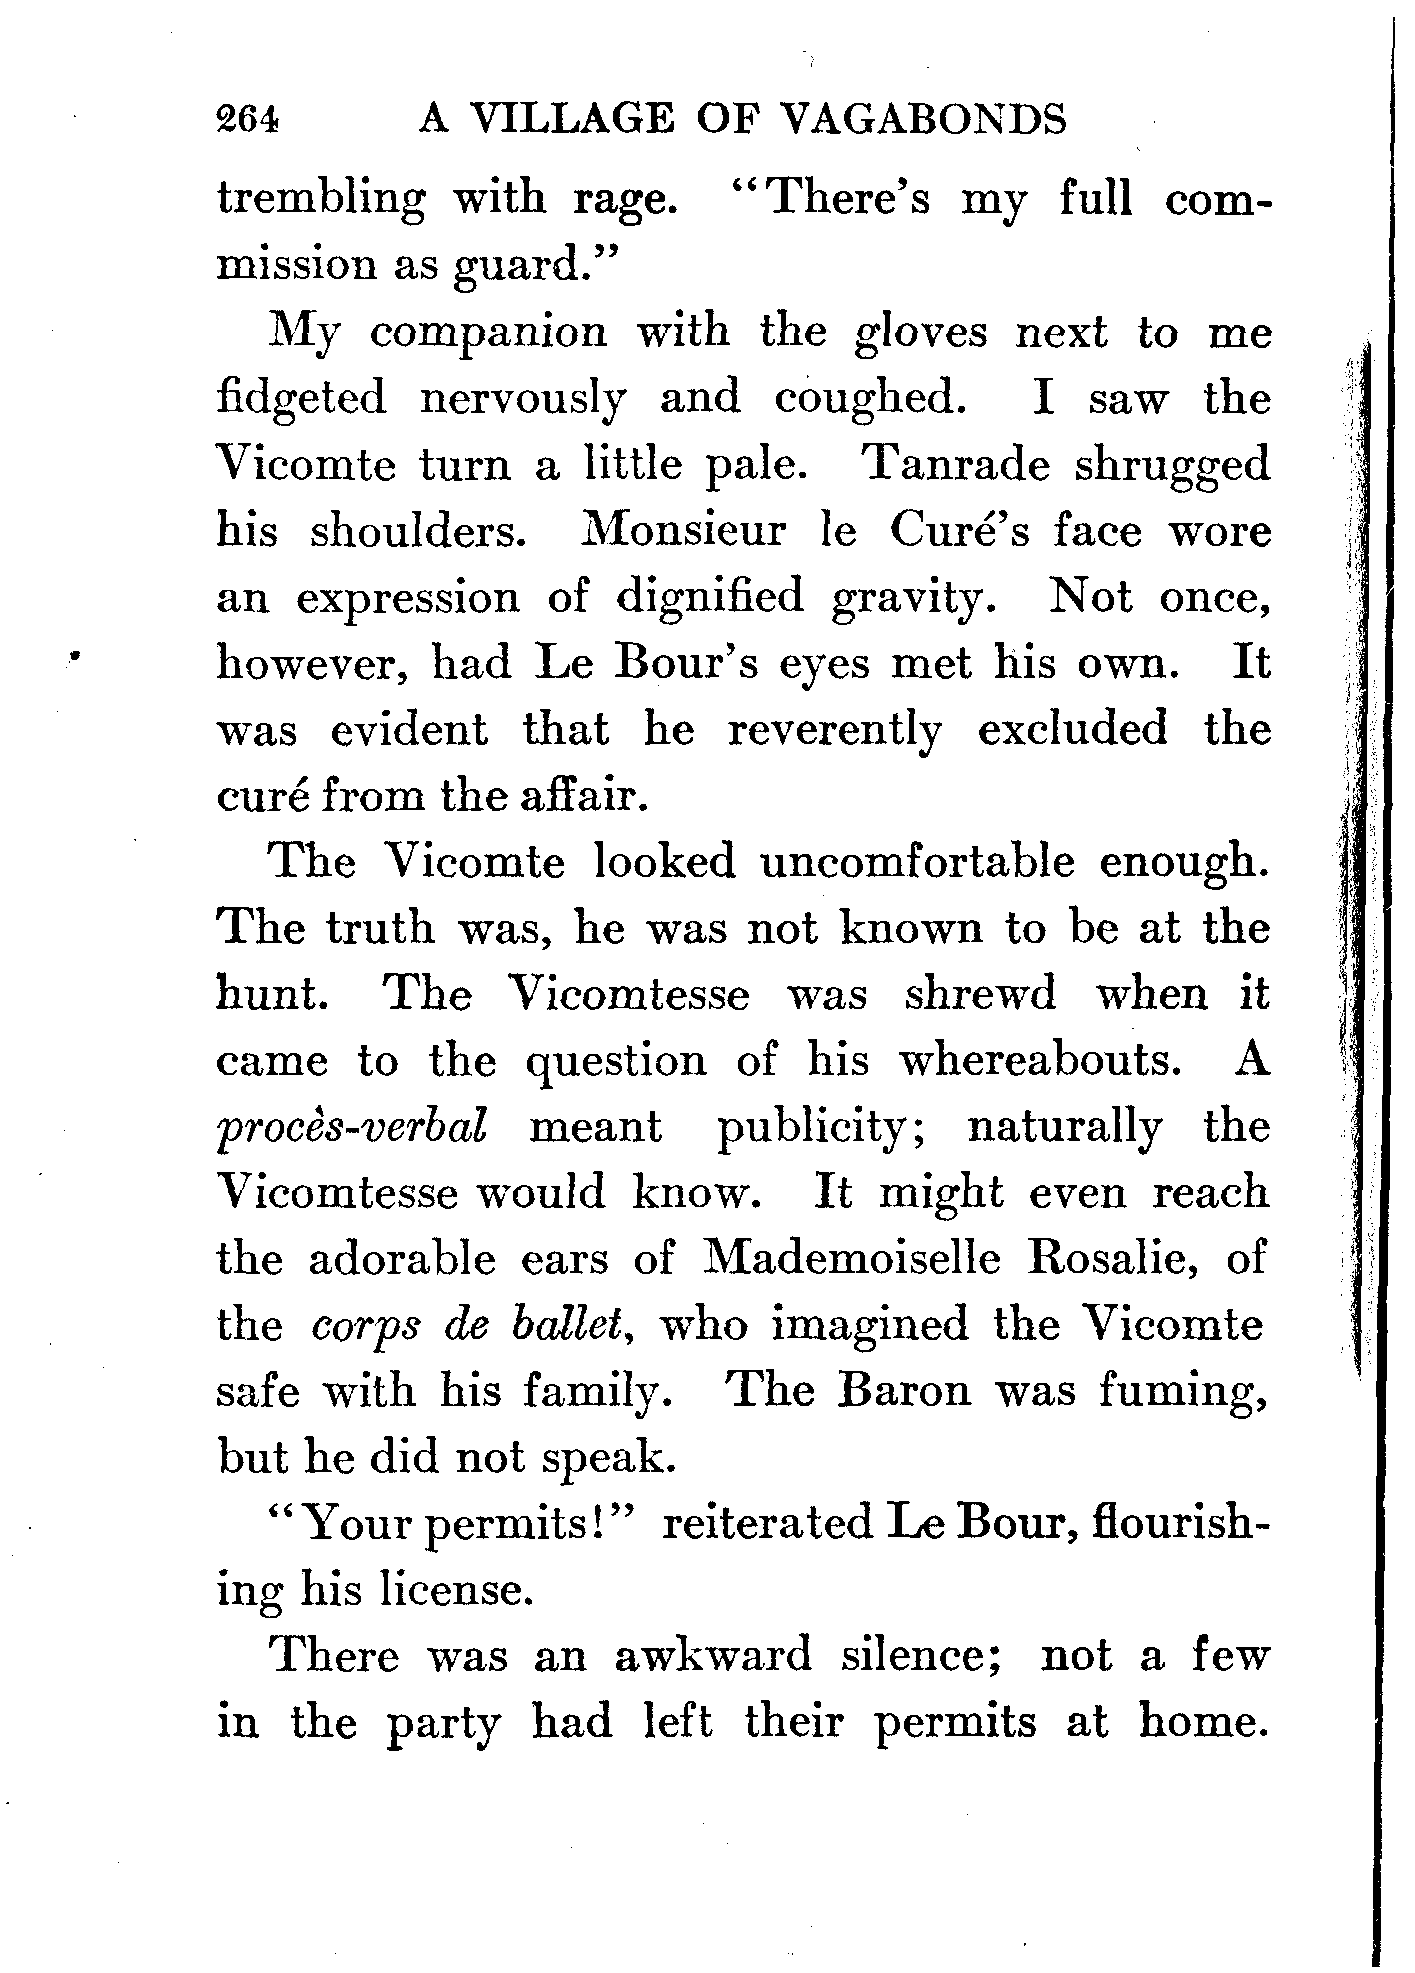 264 A VILLAGE OF VAGABONDS
trembling with rage. "There's my full com-
mission as guard."
My companion with the gloves next to me
fidgeted nervously and coughed. I saw the
Vicomte turn a little pale. Tanrade shrugged
his shoulders. Monsieur le Curé's face wore
an expression of dignified gravity. Not once,
however, had Le Bour's eyes met his own. It
was evident that he reverently excluded the
curé from the affair.
The Vicomte looked uncomfortable enough.
The truth was, he was not known to be at the
hunt. The Vicomtesse was shrewd when it
came to the question of his whereabouts. A
procès-verbal meant publicity; naturally the
Vicomtesse would know. It might even reach
the adorable ears of Mademoiselle Rosalie, of
the corps de ballet, who imagined the Vicomte
safe with his family. The Baron was fuming,
but he did not speak.
"Your permits!" reiterated Le Bour, flourish-
ing his license.
There was an awkward silence; not a few
in the party had left their permits at home.